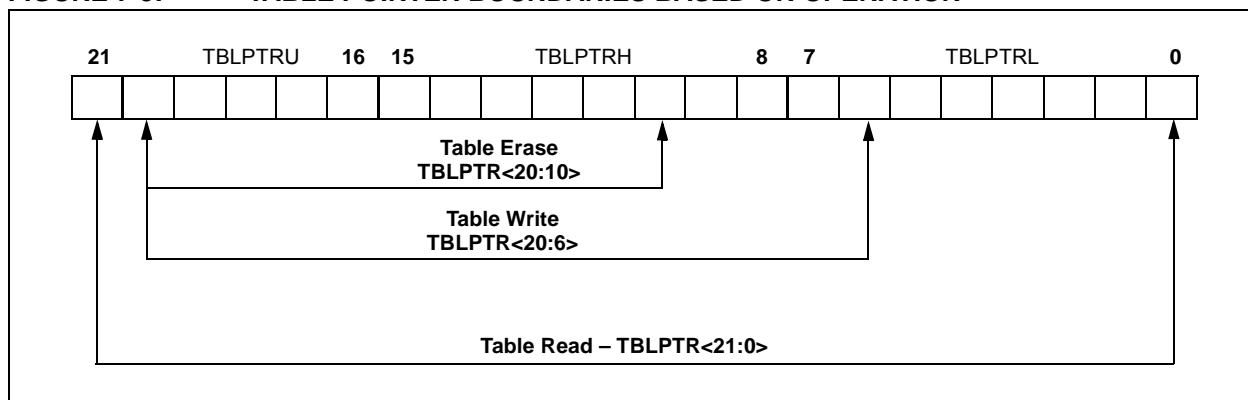 21 TBLPTRU 16 15 TBLPTRH 8 7 TBLPTRL 0
Table Erase
TBLPTR<20:10>
Table Write
TBLPTR<20:6>
Table Read – TBLPTR<21:0>